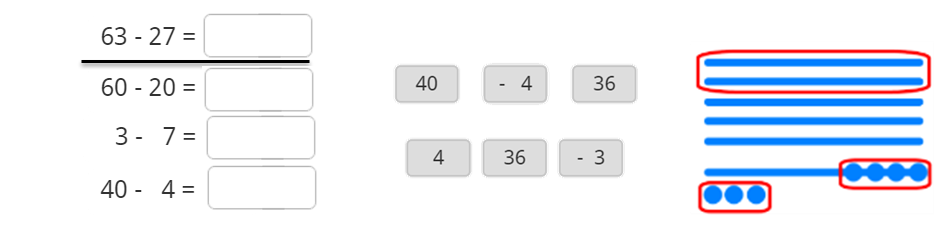 63 - 27 =
60 - 20 =
3 - 7 =
40 - 4 =
40 - 4 36
4 36 - 3